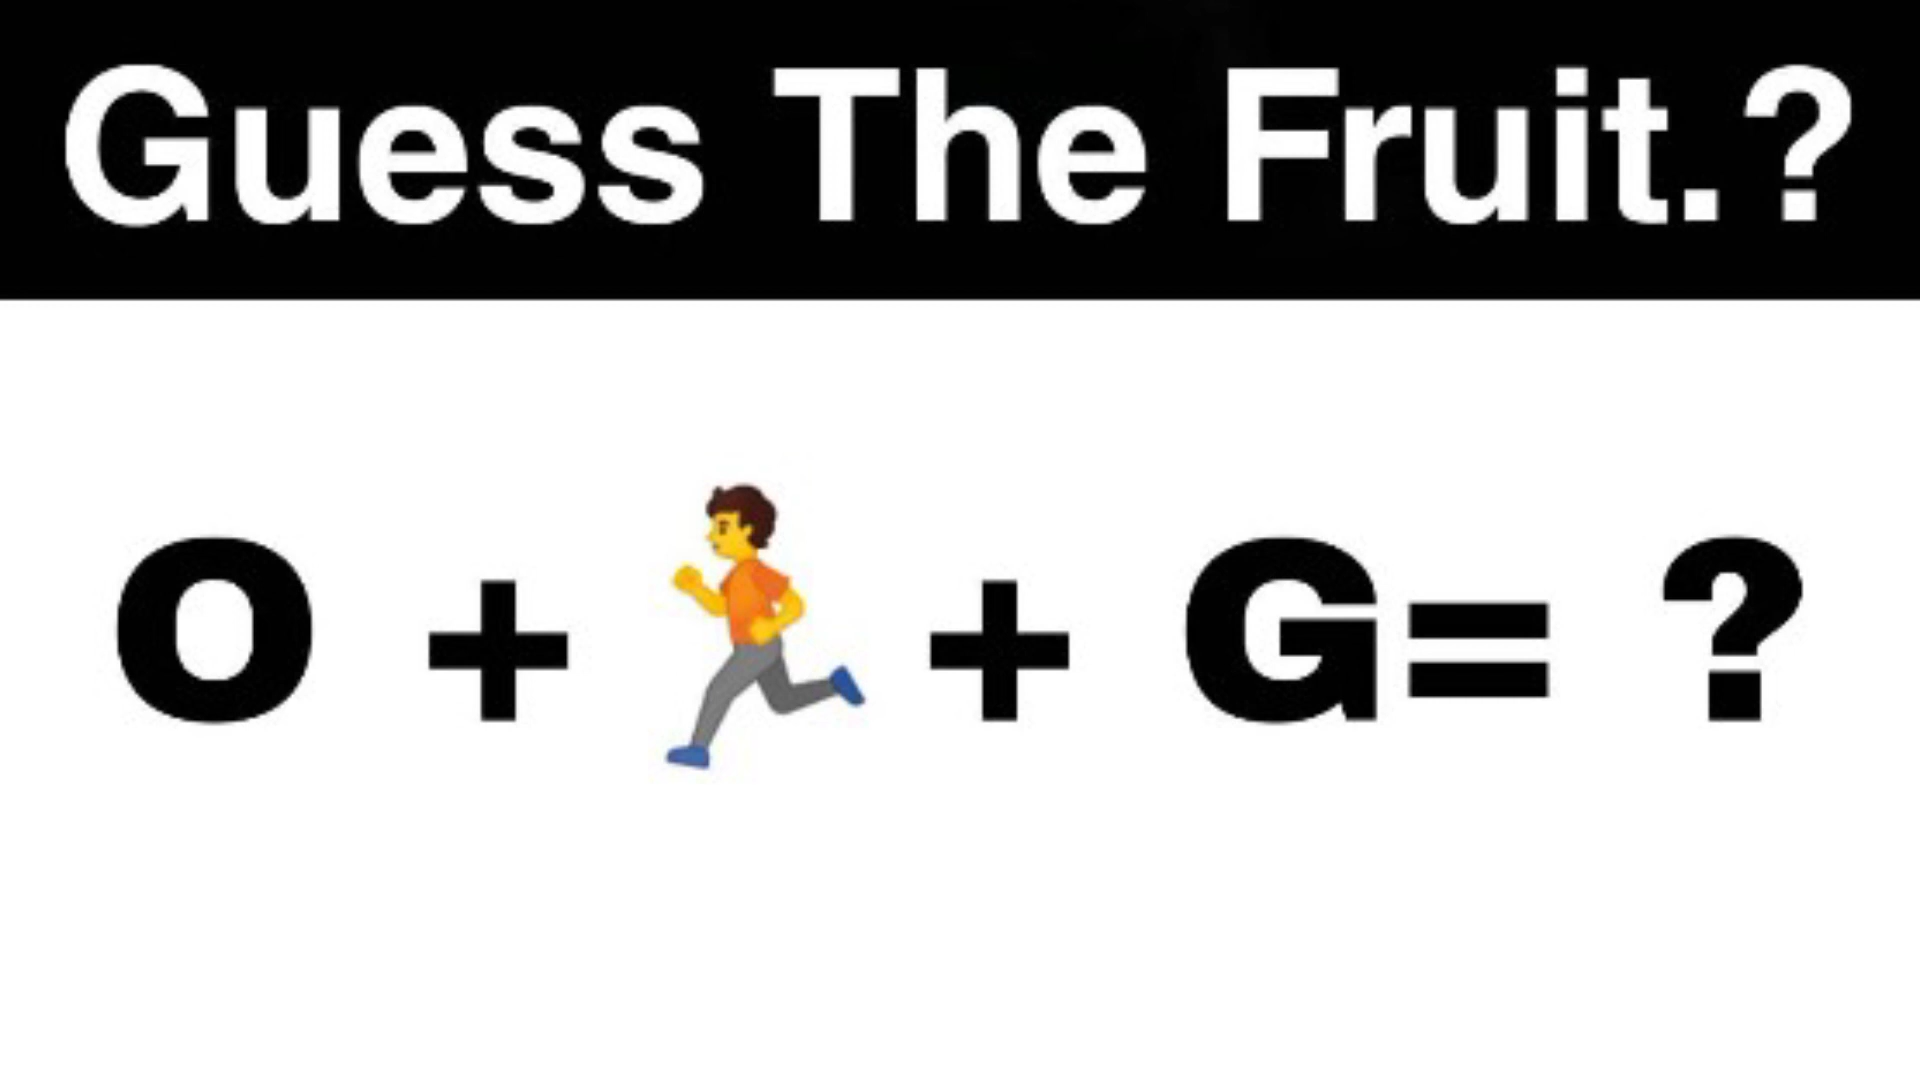 Guess The Fruit.?
O + + G= ?